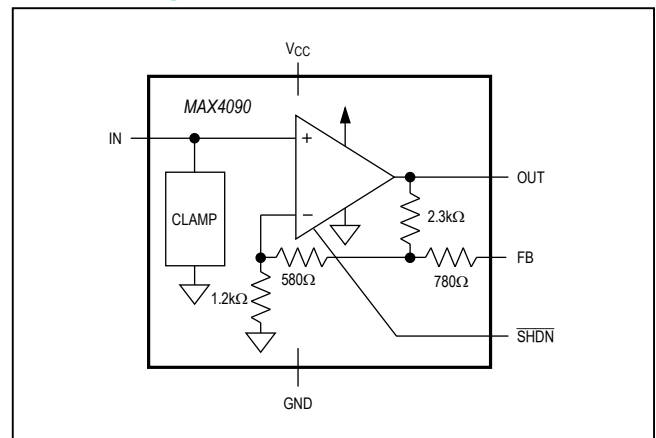 VCC
MAX4090
IN
+
OUT
CLAMP
−
2.3kΩ
FB
580Ω
780Ω
1.2kΩ
SHDN
GND